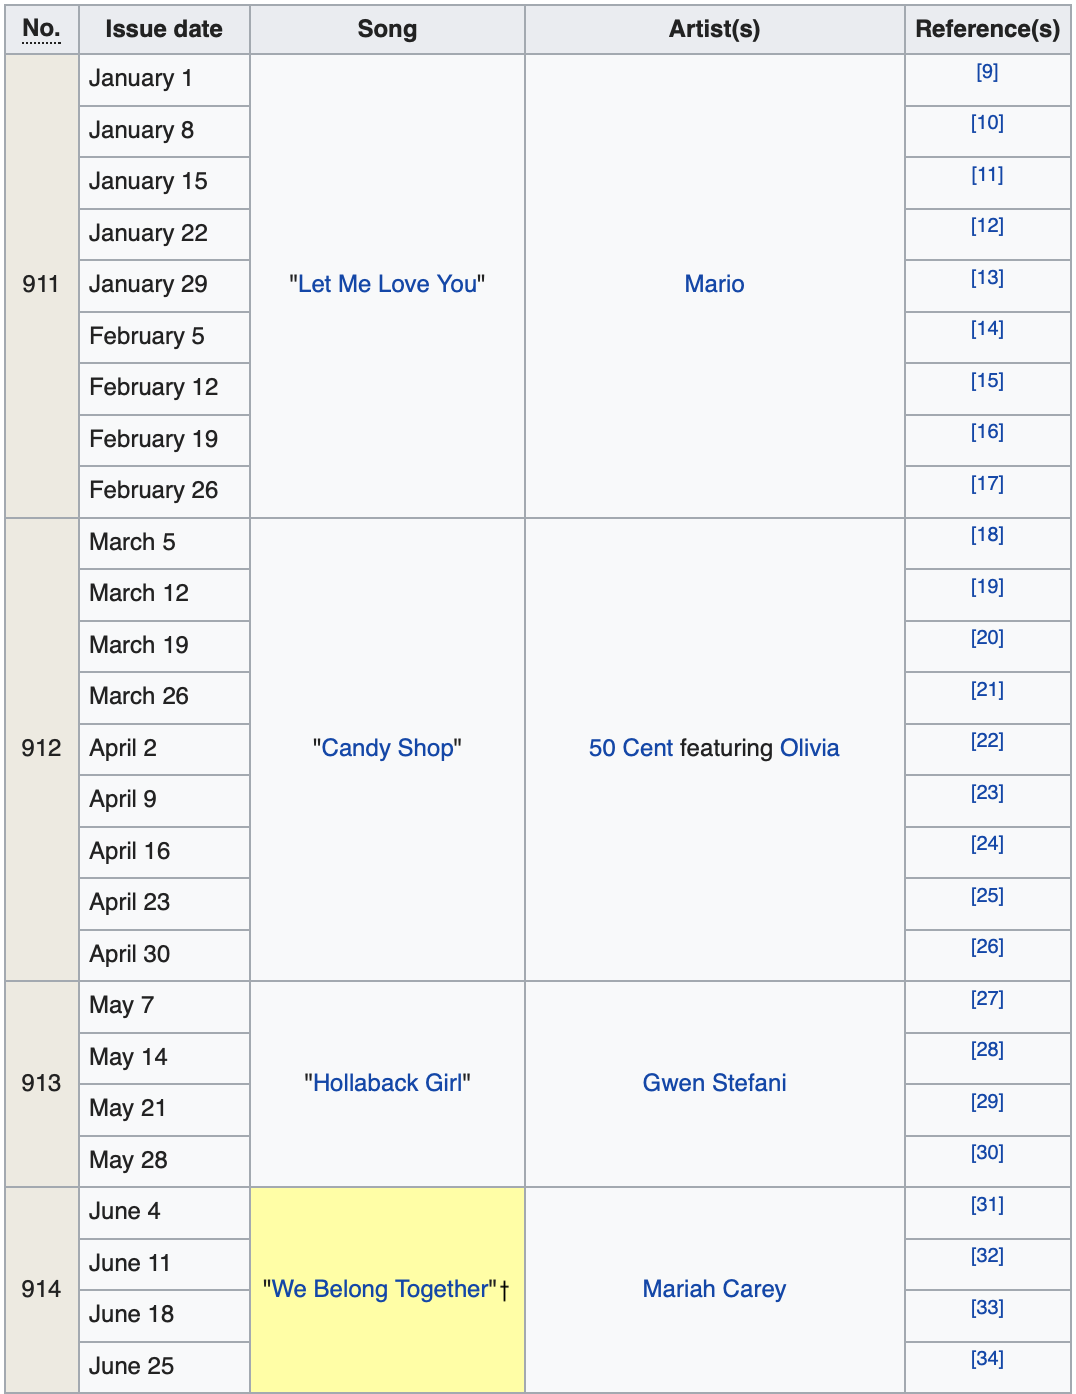 No. Issue date Song Artist(s) Reference(s)
January 1 [9]
January 8 [10]
January 15 [11]
January 22 [12]
911 January 29 "Let Me Love You" Mario [13]
February 5 [14]
February 12 [15]
February 19 [16]
February 26 [17]
March 5 [18]
March 12 [19]
March 19 [20]
March 26 [21]
912 April 2 "Candy Shop" 50 Cent featuring Olivia [22]
April 9 [23]
April 16 [24]
April 23 [25]
April 30 [26]
May 7 [27]
May 14 [28]
913 "Hollaback Girl" Gwen Stefani
May 21 [29]
May 28 [30]
June 4 [31]
June 11 [32]
914 "We Belong Together"† Mariah Carey
June 18 [33]
June 25 [34]